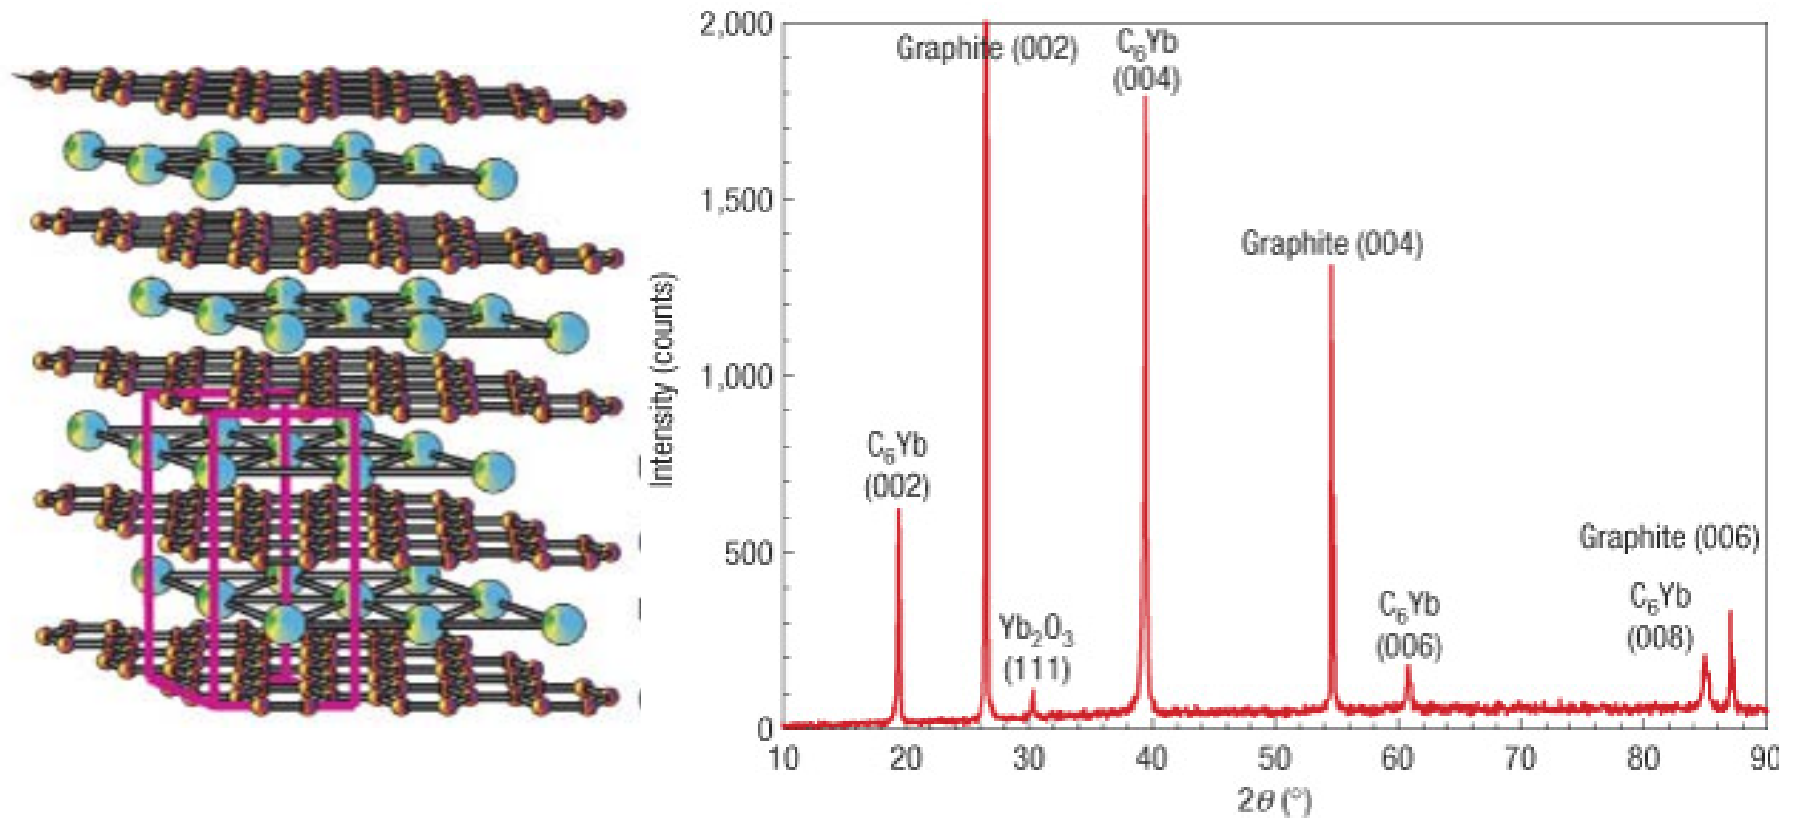 2,000
1,500
1,000
500
0
Intensity (counts)
Graphite (002)
C₆Yb
(004)
Graphite (004)
C₆Yb
(002)
Yb₂O₃
(111)
C₆Yb
(006)
Graphite (006)
C₆Yb
(008)
10 20 30 40 50 60 70 80 90
2θ (°)